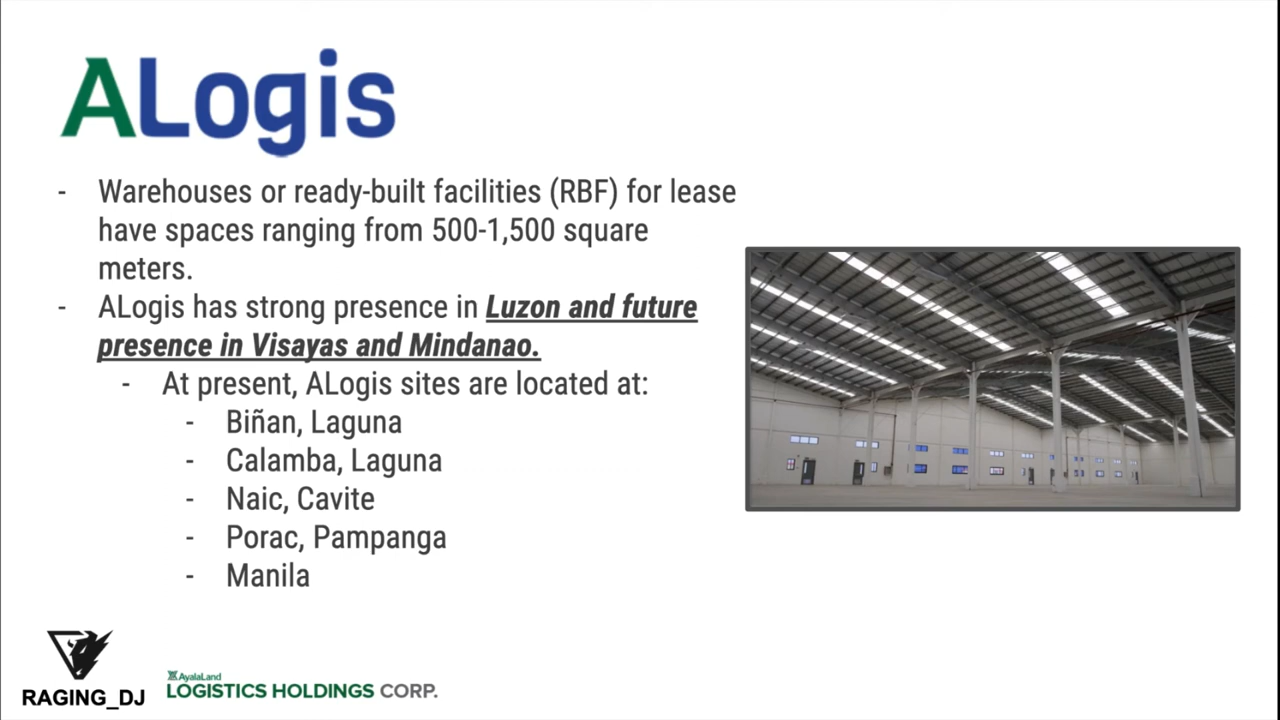 ALogis
- Warehouses or ready-built facilities (RBF) for lease
have spaces ranging from 500-1,500 square
meters.
- ALogis has strong presence in Luzon and future
presence in Visayas and Mindanao.
- At present, ALogis sites are located at:
- Biñan, Laguna
- Calamba, Laguna
- Naic, Cavite
- Porac, Pampanga
- Manila
RAGING_DJ
AyalaLand
LOGISTICS HOLDINGS CORP.